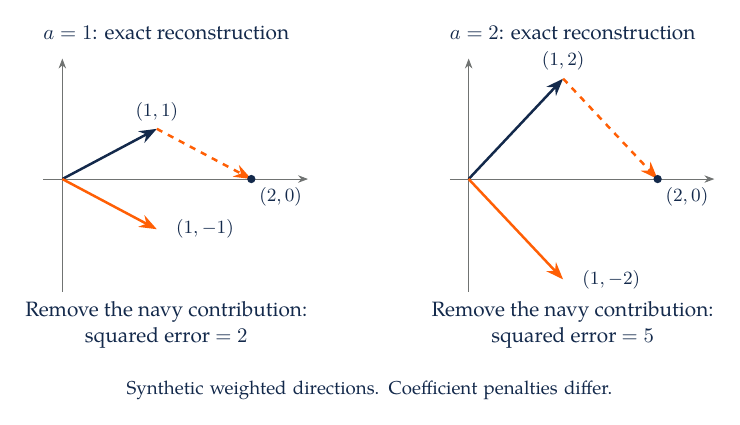 a = 1: exact reconstruction
(1, 1)
(2, 0)
(1, −1)
Remove the navy contribution:
squared error = 2
a = 2: exact reconstruction
(1, 2)
(2, 0)
(1, −2)
Remove the navy contribution:
squared error = 5
Synthetic weighted directions. Coefficient penalties differ.